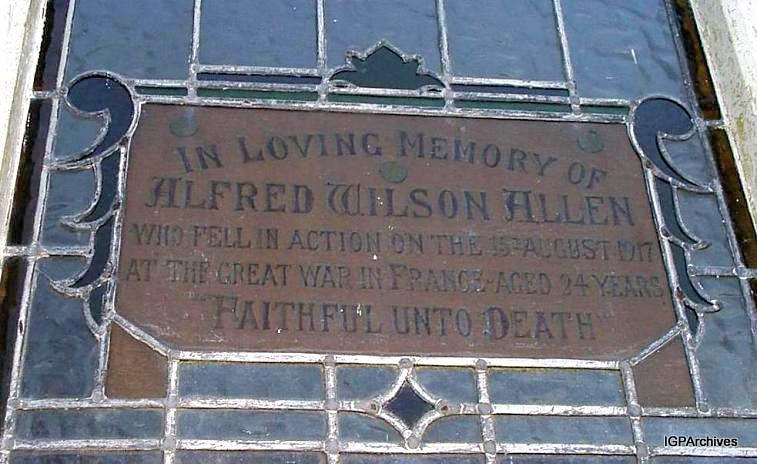 IN LOVING MEMORY OF
ALFRED WILSON ALLEN
WHO FELL IN ACTION ON THE 15TH AUGUST 1917
AT THE GREAT WAR IN FRANCE-AGED 24 YEARS
"FAITHFUL UNTO DEATH"
IGPArchives